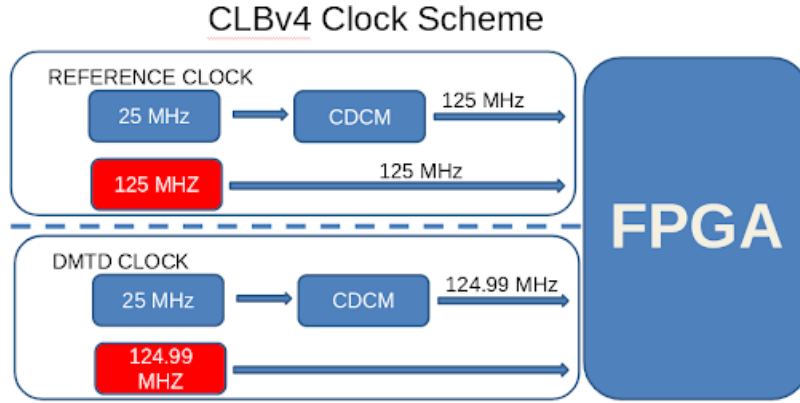 CLBv4 Clock Scheme
REFERENCE CLOCK
25 MHz
CDCM
125 MHz
125 MHZ
125 MHz
FPGA
DMTD CLOCK
25 MHz
CDCM
124.99 MHz
124.99
MHZ